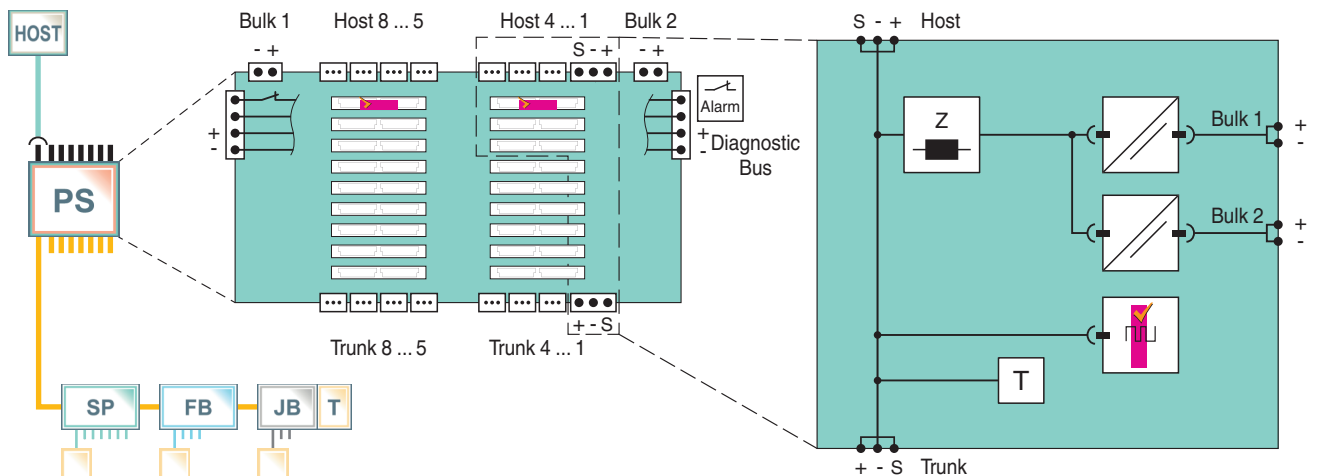 HOST
PS
SP
FB
JB
T
Bulk 1
Host 8 ... 5
Host 4 ... 1
Bulk 2
- +
S - +
- +
+
-
Alarm
+
-
Diagnostic
Bus
+ - S
Trunk 8 ... 5
Trunk 4 ... 1
S - + Host
Z
Bulk 1
+
-
Bulk 2
+
-
T
+ - S Trunk